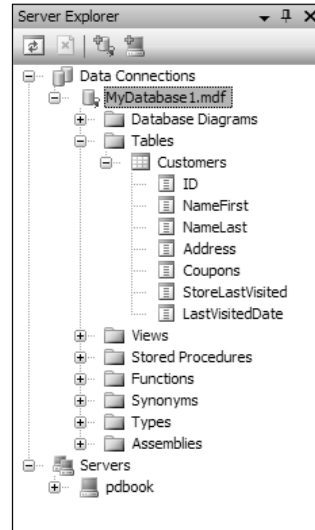 Server Explorer
Data Connections
MyDatabase1.mdf
Database Diagrams
Tables
Customers
ID
NameFirst
NameLast
Address
Coupons
StoreLastVisited
LastVisitedDate
Views
Stored Procedures
Functions
Synonyms
Types
Assemblies
Servers
pdbook